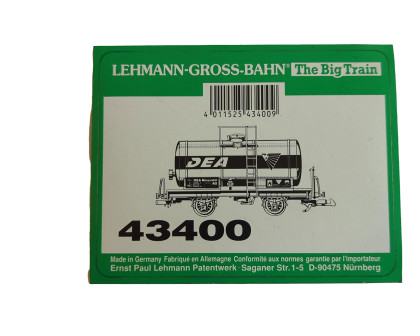 LEHMANN-GROSS-BAHN The Big Train
4 011525 434009
DEA
43400
Made in Germany Fabriqué en Allemagne Conformité aux normes garantie par l'importateur
Ernst Paul Lehmann Patentwerk · Saganer Str. 1-5 D-90475 Nürnberg